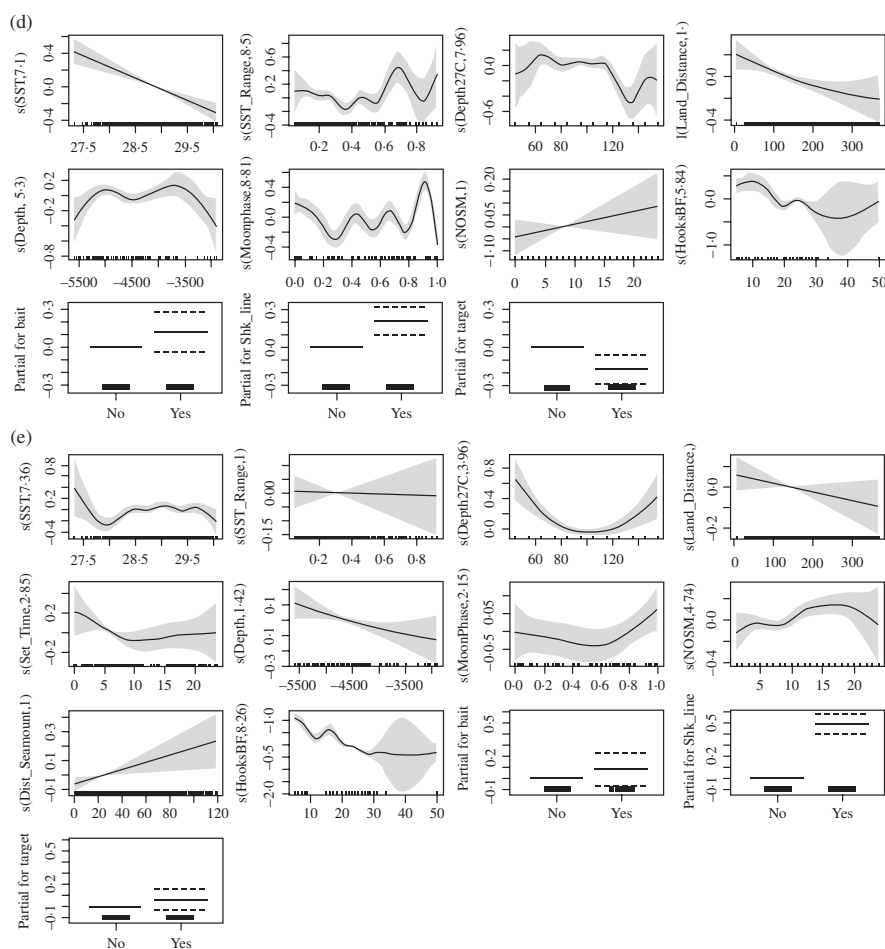 (d)
s(SST,7·1)
0·4
0·0
−0·4
27·5 28·5 29·5
s(SST_Range,8·5)
0·6
0·2
−0·4
0·2 0·4 0·6 0·8
s(Depth27C,7·96)
0·0
−0·6
60 80 120
l(Land_Distance,1·)
0·4
0·0
−0·4
0 100 200 300
s(Depth, 5·3)
0·2
−0·2
−0·8
−5500 −4500 −3500
s(Moonphase,8·81)
0·4
0·0
−0·4
0·0 0·2 0·4 0·6 0·8 1·0
s(NOSM,1)
0·20
0·05
−1·10
0 5 10 15 20
s(HooksBF,5·84)
0·0
−1·0
10 20 30 40 50
Partial for bait
0·3
0·0
−0·3
No Yes
Partial for Shk_line
0·3
0·0
−0·3
No Yes
Partial for target
0·3
0·0
−0·3
No Yes
(e)
s(SST,7·36)
0·8
0·2
−0·4
27·5 28·5 29·5
s(SST_Range,1)
0·00
−0·15
0·2 0·4 0·6 0·8
s(Depth27C,3·96)
0·8
0·4
0·0
60 80 120
s(Land_Distance,)
0·0
−0·2
0 100 200 300
s(Set_Time,2·85)
0·2
−0·2
0 5 10 15 20
s(Depth,1·42)
0·1
−0·1
−0·3
−5500 −4500 −3500
s(MoonPhase,2·15)
0·05
−0·5
0·0 0·2 0·4 0·6 0·8 1·0
s(NOSM,4·74)
0·0
−0·4
5 10 15 20
s(Dist_Seamount,1)
0·3
0·1
−0·1
0 20 40 60 80 100 120
s(HooksBF,8·26)
−1·0
0·5
2·0
10 20 30 40 50
Partial for bait
0·5
0·2
−0·1
No Yes
Partial for Shk_line
0·5
0·2
−0·1
No Yes
Partial for target
0·5
0·2
−0·1
No Yes